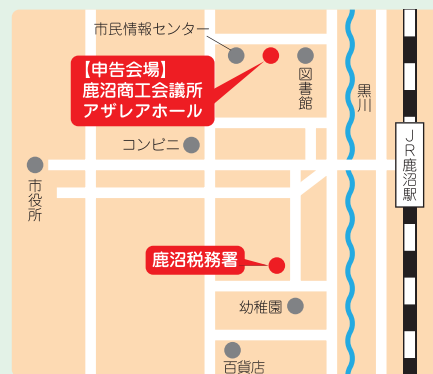 市民情報センター
【申告会場】
鹿沼商工会議所
アザレアホール
図書館
黒川
コンビニ
JR鹿沼駅
市役所
鹿沼税務署
幼稚園
百貨店